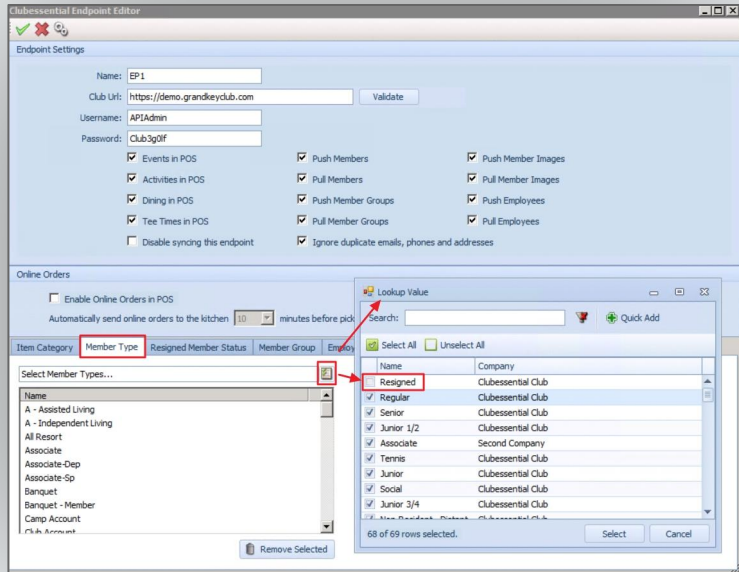 Clubessential Endpoint Editor
Endpoint Settings
Name: EP1
Club Url: https://demo.grandkeyclub.com Validate
Username: APIAdmin
Password: Club3g0lf
Events in POS Push Members Push Member Images
Activities in POS Pull Members Pull Member Images
Dining in POS Push Member Groups Push Employees
Tee Times in POS Pull Member Groups Pull Employees
Disable syncing this endpoint Ignore duplicate emails, phones and addresses
Online Orders
Enable Online Orders in POS
Automatically send online orders to the kitchen 10 minutes before pick
Item Category Member Type Resigned Member Status Member Group Employ
Select Member Types...
Name
A - Assisted Living
A - Independent Living
All Resort
Associate
Associate-Dep
Associate-Sp
Banquet
Banquet - Member
Camp Account
Club Account
Remove Selected
Lookup Value
Search: Quick Add
Select All Unselect All
Name Company
Resigned Clubessential Club
Regular Clubessential Club
Senior Clubessential Club
Junior 1/2 Clubessential Club
Associate Second Company
Tennis Clubessential Club
Junior Clubessential Club
Social Clubessential Club
Junior 3/4 Clubessential Club
Non Resident - Distant Clubessential Club
68 of 69 rows selected. Select Cancel